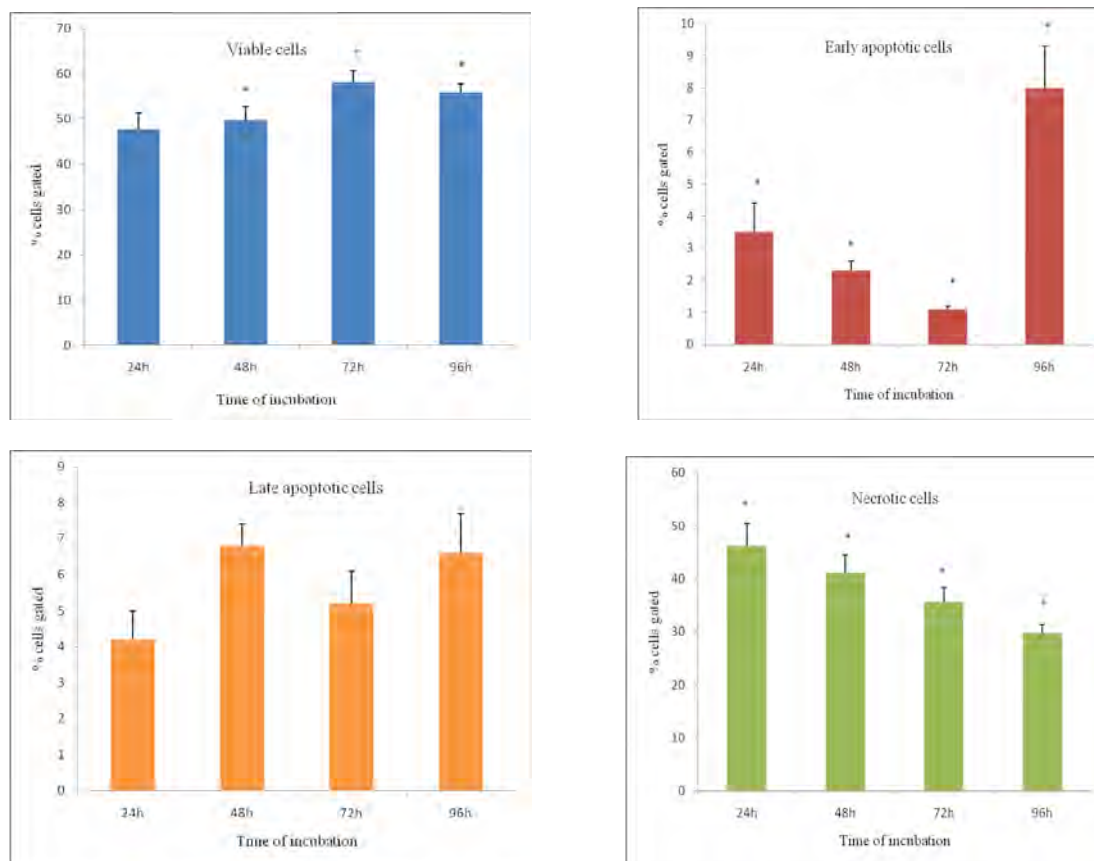 70
60
50
40
30
20
10
0
Viable cells
*
+
*
% cells gated
24h 48h 72h 96h
Time of incubation
10
9
8
7
6
5
4
3
2
1
0
Early apoptotic cells
*
*
*
*
% cells gated
24h 48h 72h 96h
Time of incubation
9
8
7
6
5
4
3
2
1
0
Late apoptotic cells
% cells gated
24h 48h 72h 96h
Time of incubation
60
50
40
30
20
10
0
Necrotic cells
*
*
*
+
% cells gated
24h 48h 72h 96h
Time of incubation